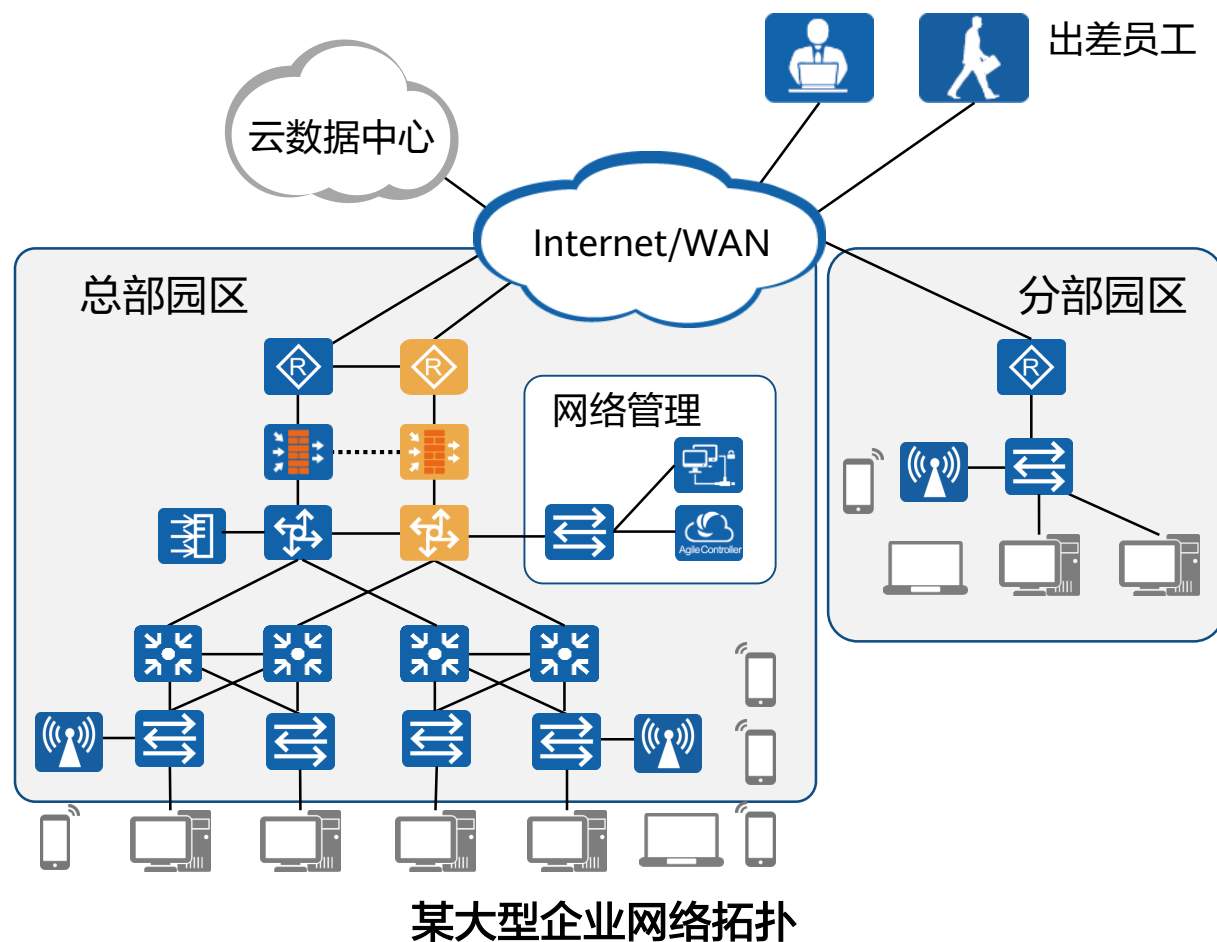 出差员工
云数据中心
Internet/WAN
总部园区
分部园区
R
R
R
网络管理
Agile Controller
某大型企业网络拓扑